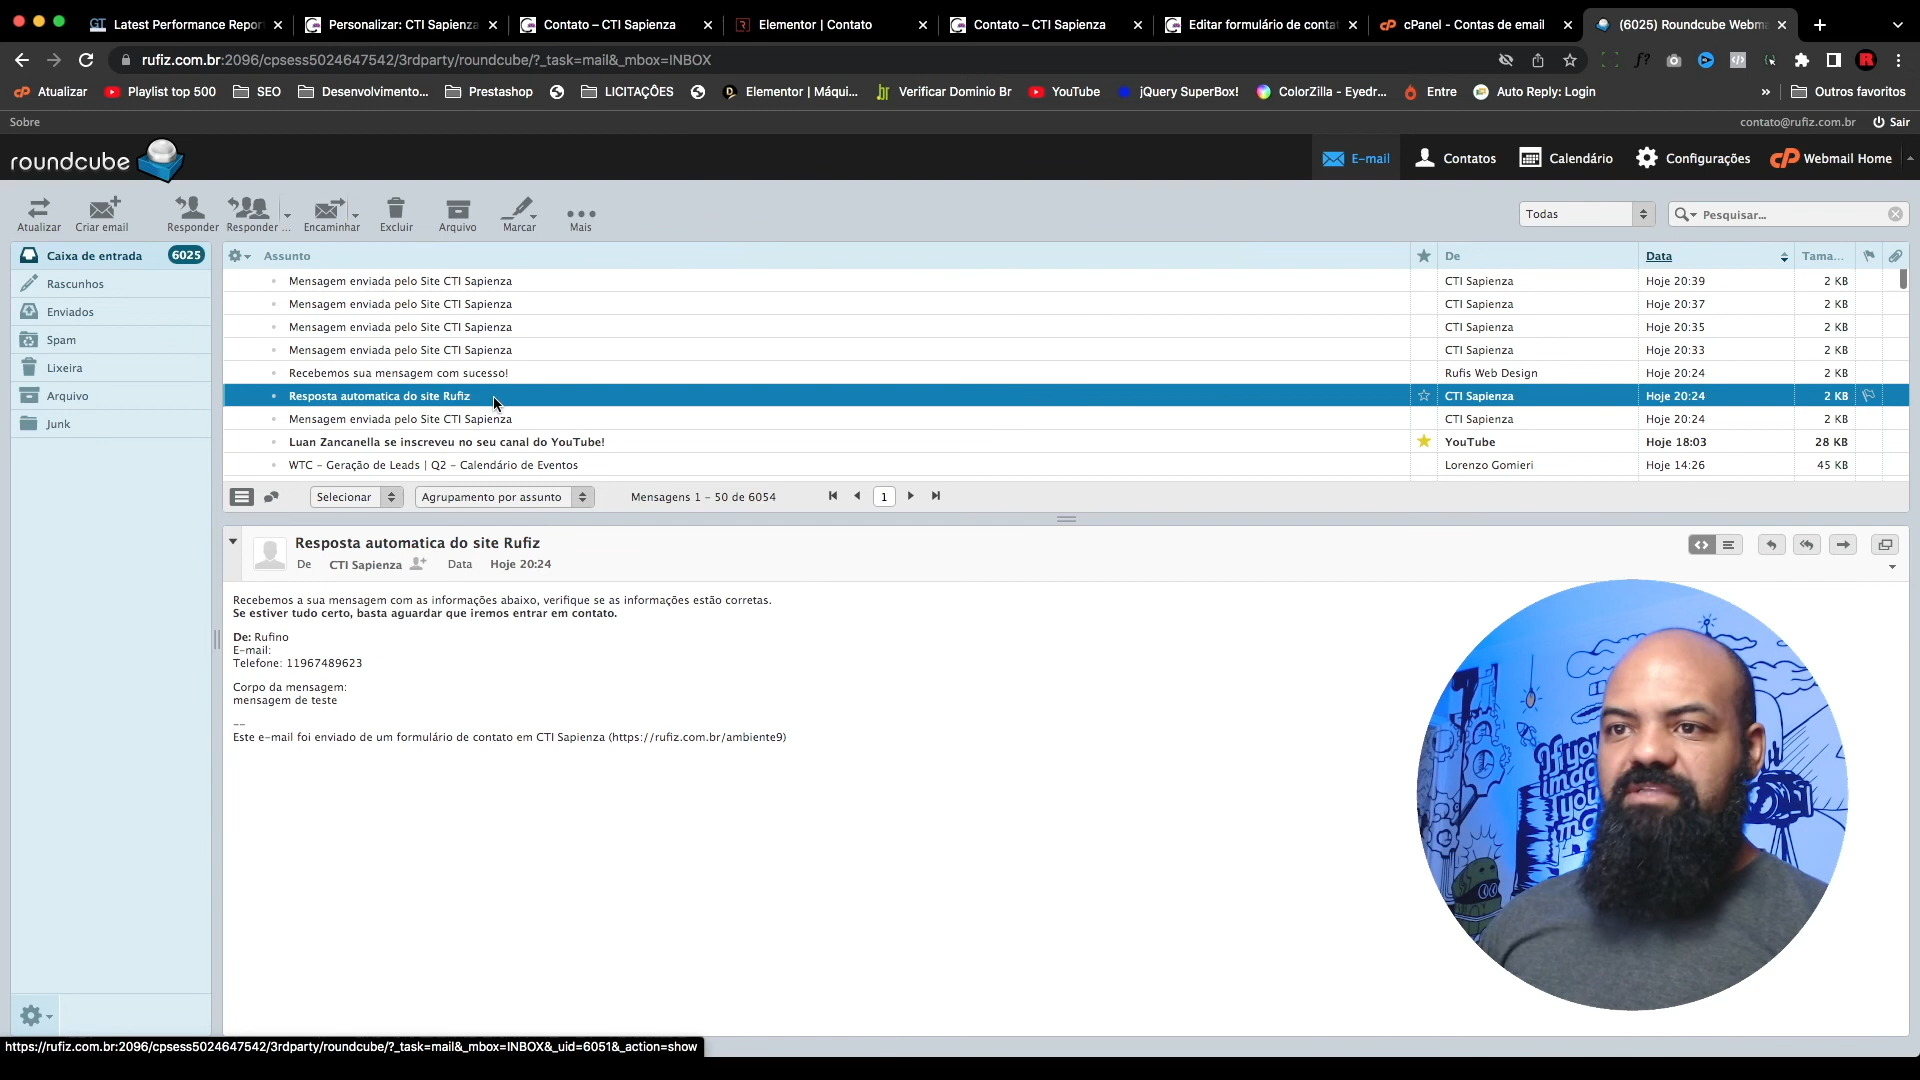 Latest Performance Repor
Personalizar: CTI Sapienza
Contato – CTI Sapienza
Elementor | Contato
Contato – CTI Sapienza
Editar formulário de conta
cPanel - Contas de email
(6025) Roundcube Webma
rufiz.com.br:2096/cpsess5024647542/3rdparty/roundcube/?_task=mail&_mbox=INBOX
Atualizar
Playlist top 500
SEO
Desenvolvimento...
Prestashop
LICITAÇÕES
Elementor | Máqui...
Verificar Dominio Br
YouTube
jQuery SuperBox!
ColorZilla - Eyedr...
Entre
Auto Reply: Login
»
Outros favoritos
Sobre
contato@rufiz.com.br
Sair
roundcube
E-mail
Contatos
Calendário
Configurações
Webmail Home
Atualizar
Criar email
Responder
Responder ...
Encaminhar
Excluir
Arquivo
Marcar
Mais
Todas
Pesquisar...
Caixa de entrada 6025
Rascunhos
Enviados
Spam
Lixeira
Arquivo
Junk
Assunto De Data Tama...
Mensagem enviada pelo Site CTI Sapienza CTI Sapienza Hoje 20:39 2 KB
Mensagem enviada pelo Site CTI Sapienza CTI Sapienza Hoje 20:37 2 KB
Mensagem enviada pelo Site CTI Sapienza CTI Sapienza Hoje 20:35 2 KB
Mensagem enviada pelo Site CTI Sapienza CTI Sapienza Hoje 20:33 2 KB
Recebemos sua mensagem com sucesso! Rufis Web Design Hoje 20:24 2 KB
Resposta automatica do site Rufiz CTI Sapienza Hoje 20:24 2 KB
Mensagem enviada pelo Site CTI Sapienza CTI Sapienza Hoje 20:24 2 KB
Luan Zancanella se inscreveu no seu canal do YouTube! YouTube Hoje 18:03 28 KB
WTC – Geração de Leads | Q2 – Calendário de Eventos Lorenzo Gomieri Hoje 14:26 45 KB
Selecionar
Agrupamento por assunto
Mensagens 1 – 50 de 6054
1
Resposta automatica do site Rufiz
De CTI Sapienza Data Hoje 20:24
Recebemos a sua mensagem com as informações abaixo, verifique se as informações estão corretas.
Se estiver tudo certo, basta aguardar que iremos entrar em contato.
De: Rufino
E-mail:
Telefone: 11967489623
Corpo da mensagem:
mensagem de teste
--
Este e-mail foi enviado de um formulário de contato em CTI Sapienza (https://rufiz.com.br/ambiente9)
If you
imag
you
ma
https://rufiz.com.br:2096/cpsess5024647542/3rdparty/roundcube/?_task=mail&_mbox=INBOX&_uid=6051&_action=show